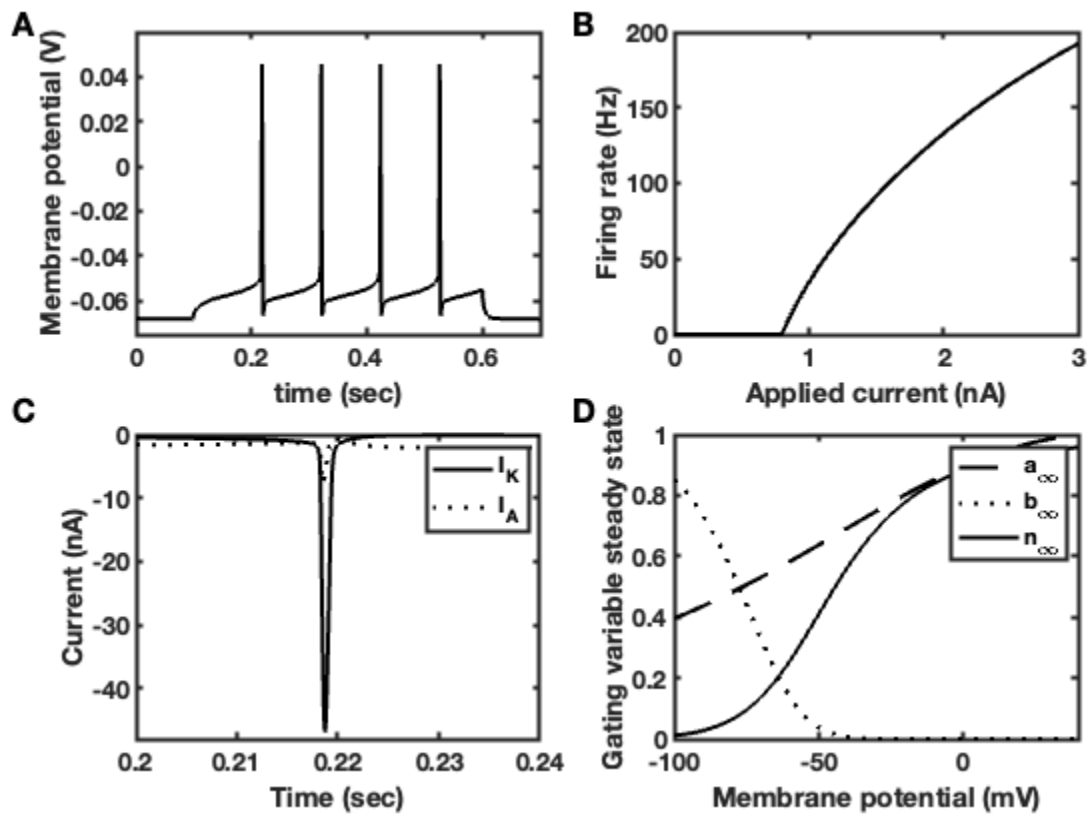 A
Membrane potential (V)
0.04
0.02
0
-0.02
-0.04
-0.06
0
0.2
0.4
0.6
time (sec)
B
Firing rate (Hz)
200
150
100
50
0
0
1
2
3
Applied current (nA)
C
Current (nA)
0
-10
-20
-30
-40
I_K
I_A
0.2
0.21
0.22
0.23
0.24
Time (sec)
D
Gating variable steady state
1
0.8
0.6
0.4
0.2
0
a_∞
b_∞
n_∞
-100
-50
0
Membrane potential (mV)